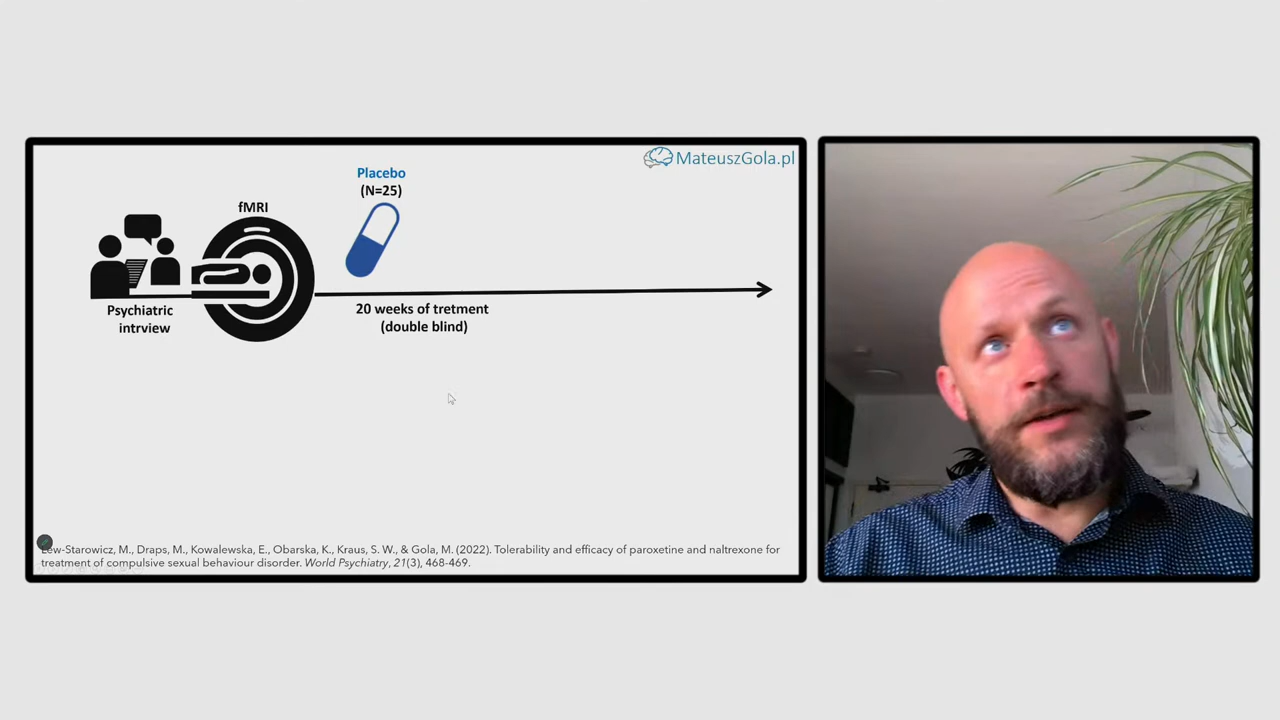 MateuszGola.pl
Placebo
(N=25)
fMRI
Psychiatric
intrview
20 weeks of tretment
(double blind)
Lew-Starowicz, M., Draps, M., Kowalewska, E., Obarska, K., Kraus, S. W., & Gola, M. (2022). Tolerability and efficacy of paroxetine and naltrexone for
treatment of compulsive sexual behaviour disorder. World Psychiatry, 21(3), 468-469.